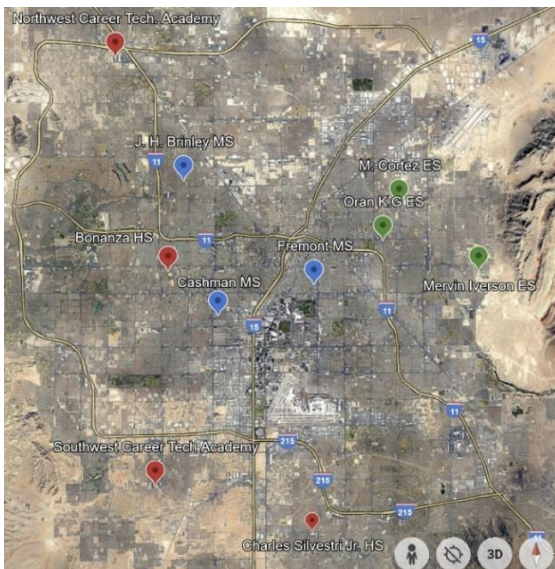 Northwest Career Tech. Academy
15
J. H. Brinley MS
11
M. Cortez ES
Oran K.G ES
Bonanza HS
11
Fremont MS
Cashman MS
Mervin Iverson ES
11
15
11
Southwest Career Tech. Academy
215
215
215
Charles Silvestri Jr. HS
3D